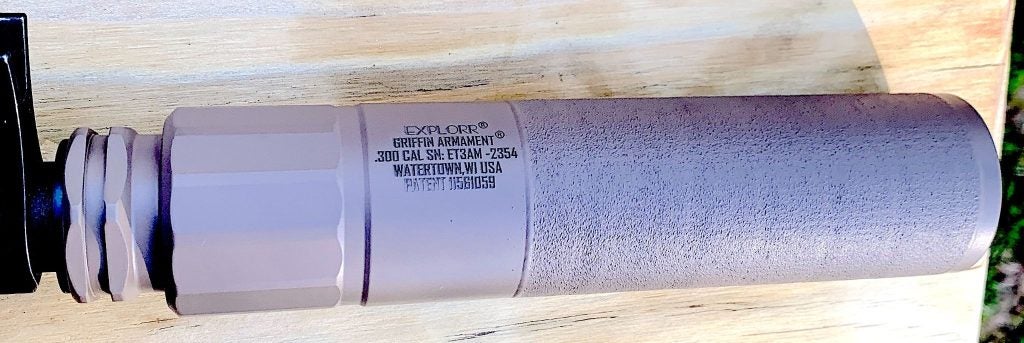 EXPLORR®
GRIFFIN ARMAMENT®
.300 CAL SN: ET3AM -2354
WATERTOWN,WI USA
PATENT 11561059